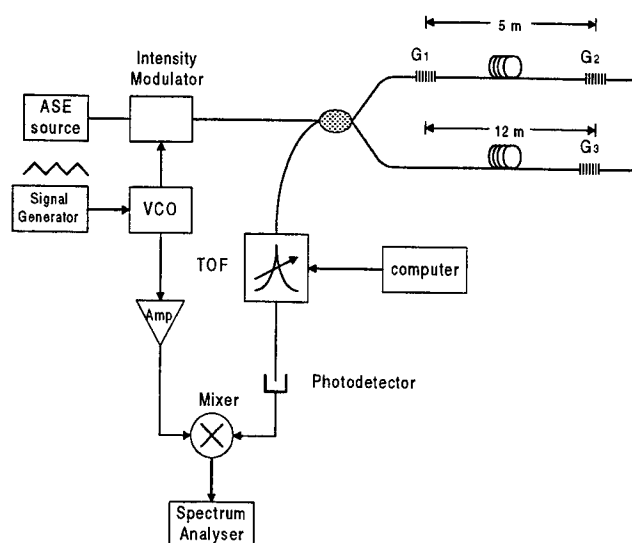 5 m
G1
G2
Intensity
Modulator
ASE
source
12 m
G3
Signal
Generator
VCO
TOF
computer
Amp
Photodetector
Mixer
Spectrum
Analyser